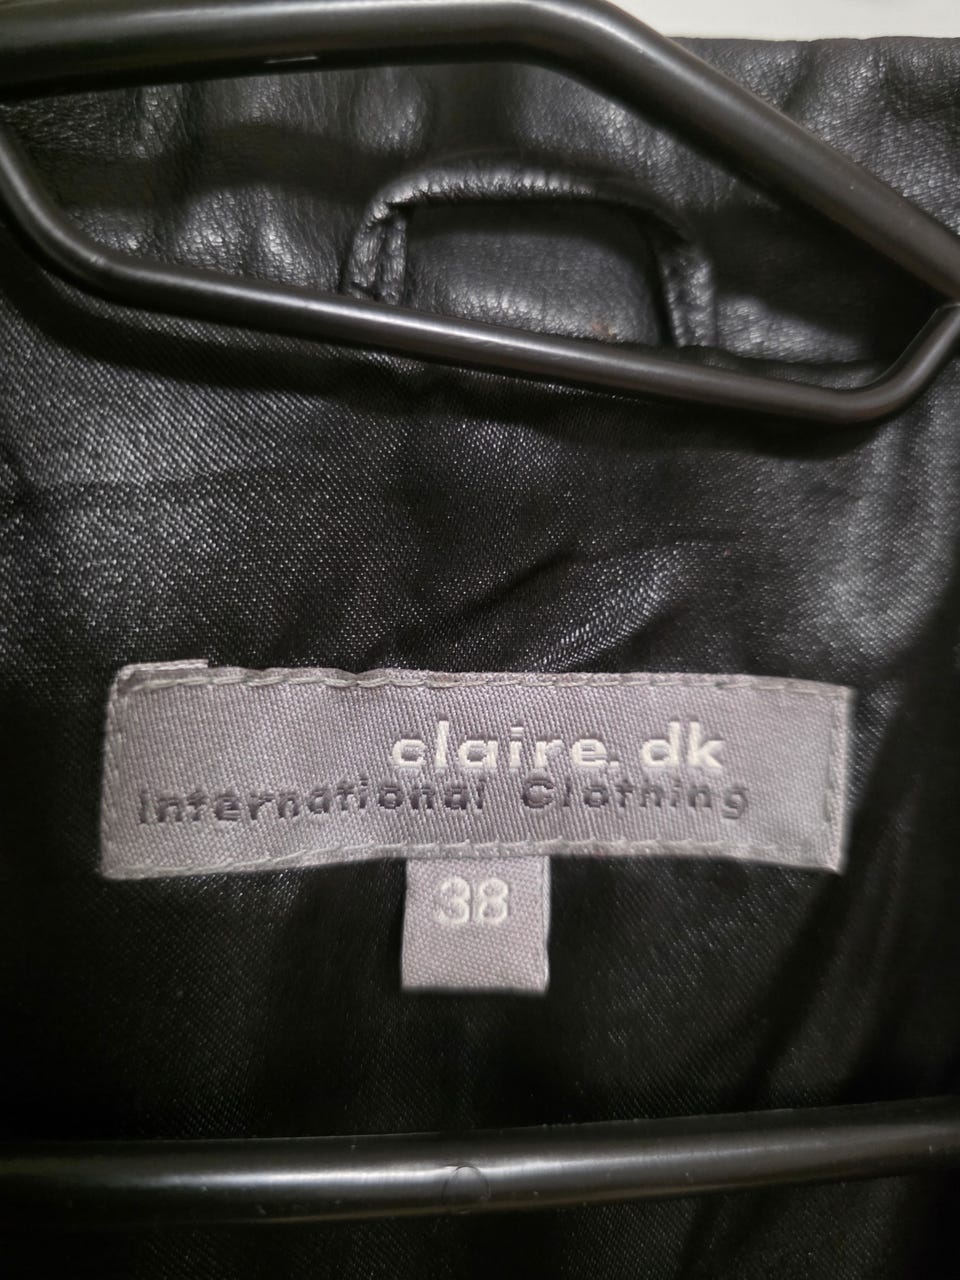 claire.dk
International Clothing
38